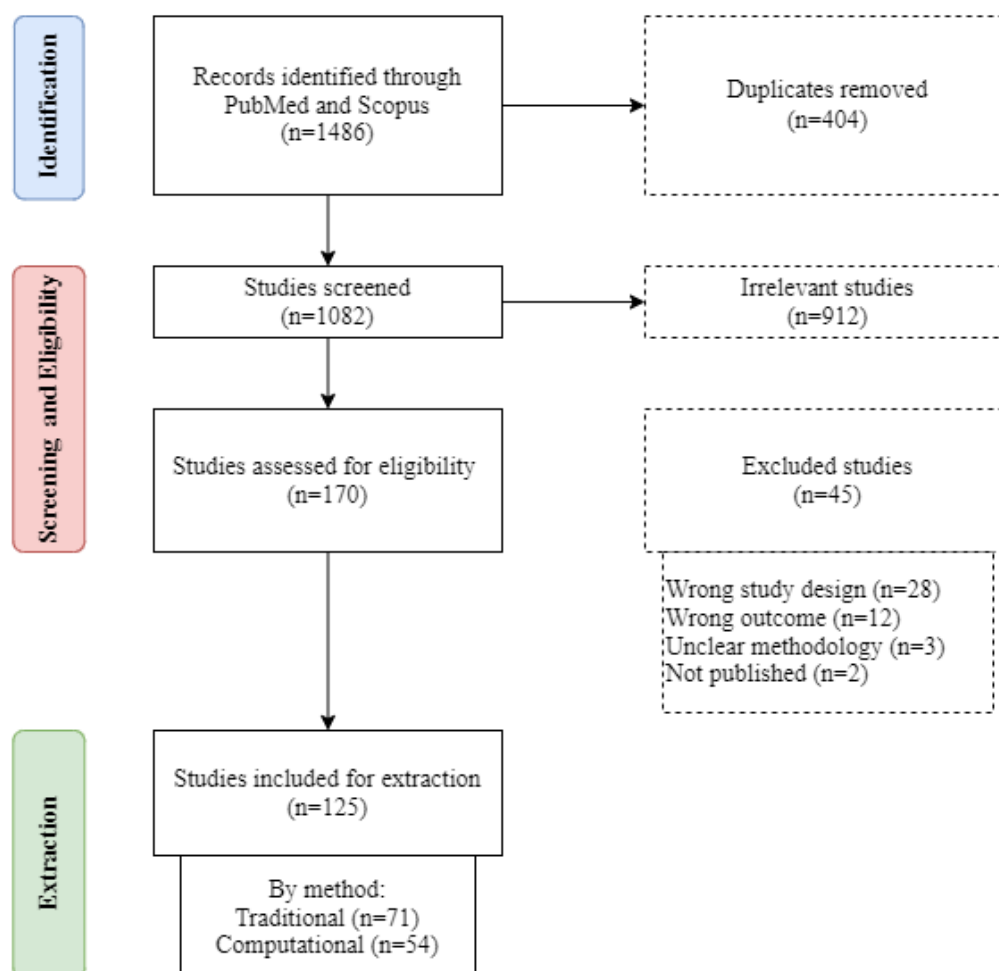 Identification
Records identified through
PubMed and Scopus
(n=1486)
Duplicates removed
(n=404)
Screening and Eligibility
Studies screened
(n=1082)
Irrelevant studies
(n=912)
Studies assessed for eligibility
(n=170)
Excluded studies
(n=45)
Wrong study design (n=28)
Wrong outcome (n=12)
Unclear methodology (n=3)
Not published (n=2)
Extraction
Studies included for extraction
(n=125)
By method:
Traditional (n=71)
Computational (n=54)